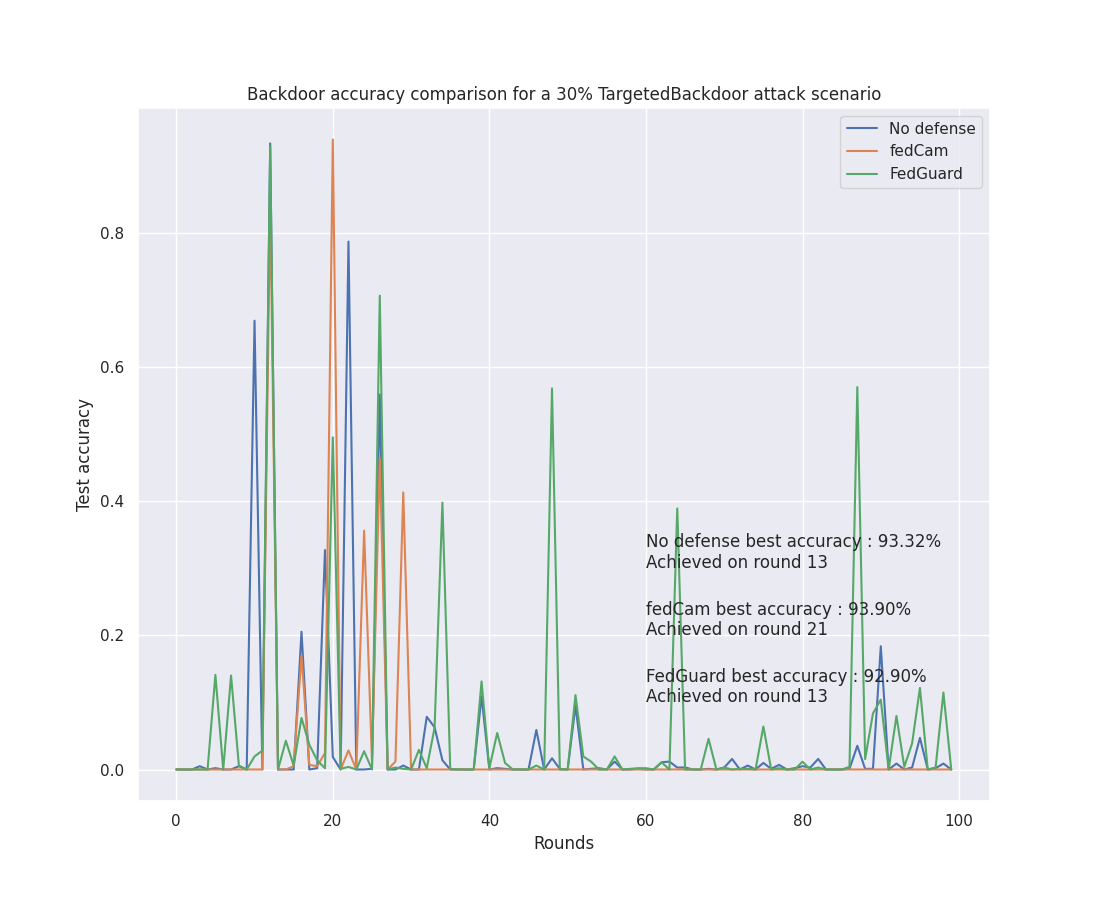 Backdoor accuracy comparison for a 30% TargetedBackdoor attack scenario
No defense
fedCam
FedGuard
Test accuracy
0.8
0.6
0.4
0.2
0.0
No defense best accuracy : 93.32%
Achieved on round 13
fedCam best accuracy : 93.90%
Achieved on round 21
FedGuard best accuracy : 92.90%
Achieved on round 13
0 20 40 60 80 100
Rounds